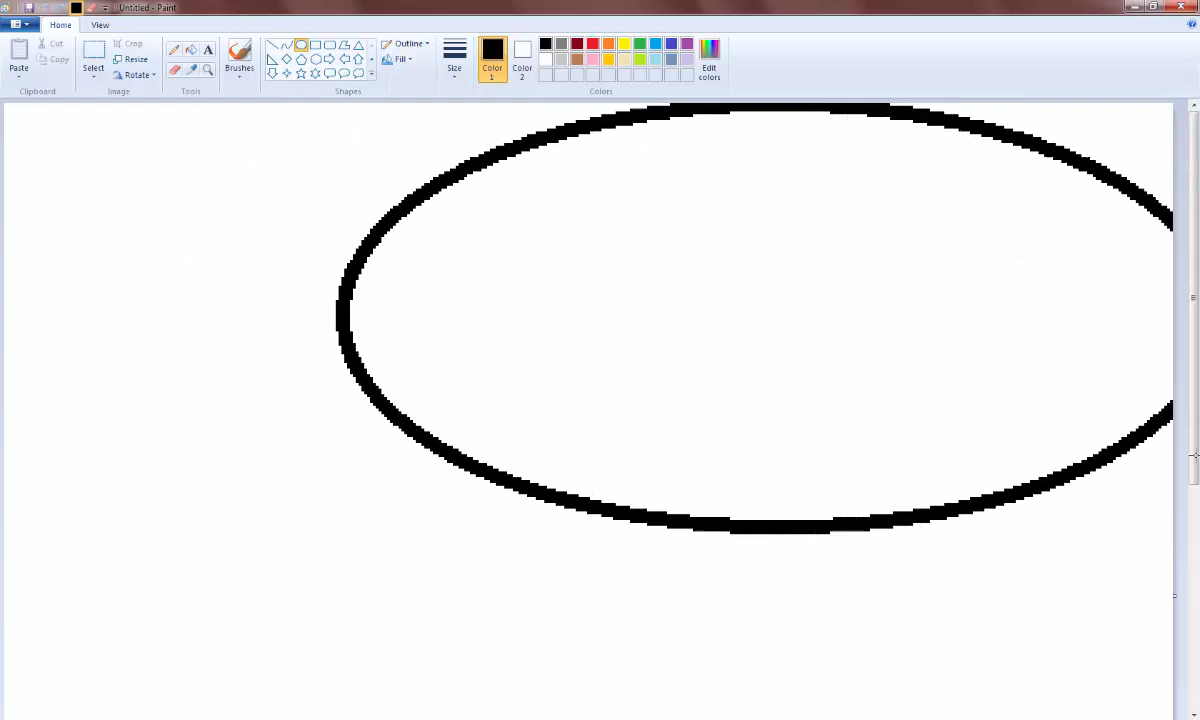 Untitled - Paint
Home View
Paste
Cut
Copy
Clipboard
Select
Crop
Resize
Rotate
Image
A
Tools
Brushes
Outline
Fill
Shapes
Size
Color 1
Color 2
Edit colors
Colors